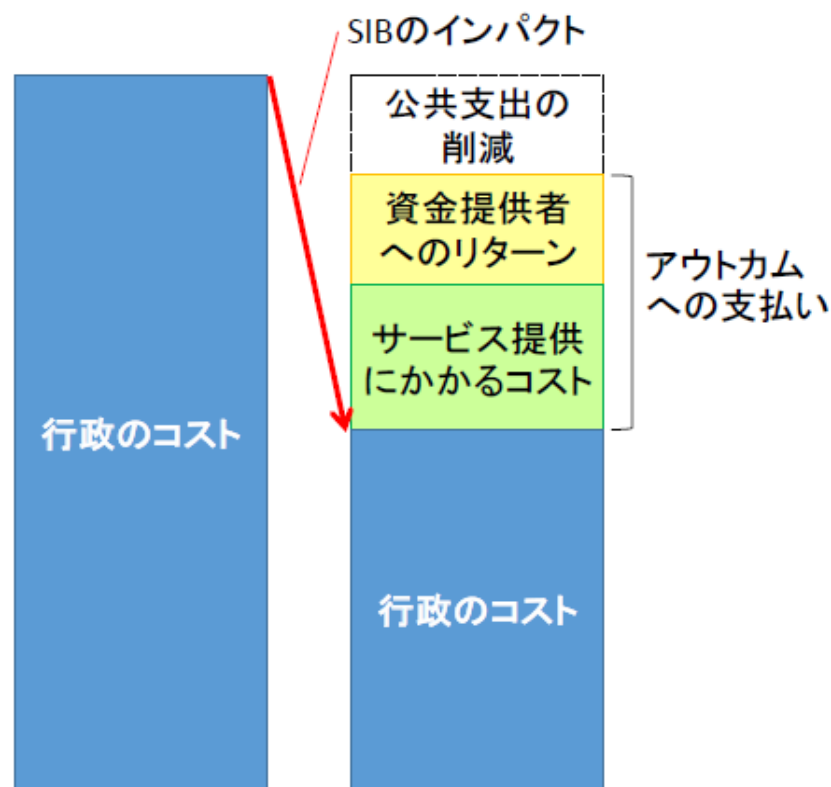 SIBのインパクト
公共支出の
削減
資金提供者
へのリターン
アウトカム
への支払い
サービス提供
にかかるコスト
行政のコスト
行政のコスト